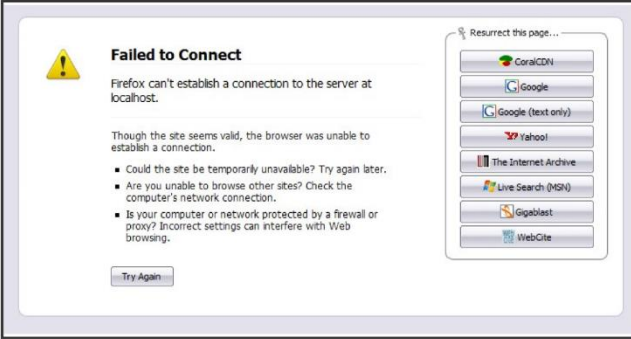 Failed to Connect
Firefox can't establish a connection to the server at
localhost.
Though the site seems valid, the browser was unable to
establish a connection.
Could the site be temporarily unavailable? Try again later.
Are you unable to browse other sites? Check the
computer's network connection.
Is your computer or network protected by a firewall or
proxy? Incorrect settings can interfere with Web
browsing.
Try Again
Resurrect this page...
CoralCDN
Google
Google (text only)
Yahoo!
The Internet Archive
Live Search (MSN)
Gigablast
WebCite